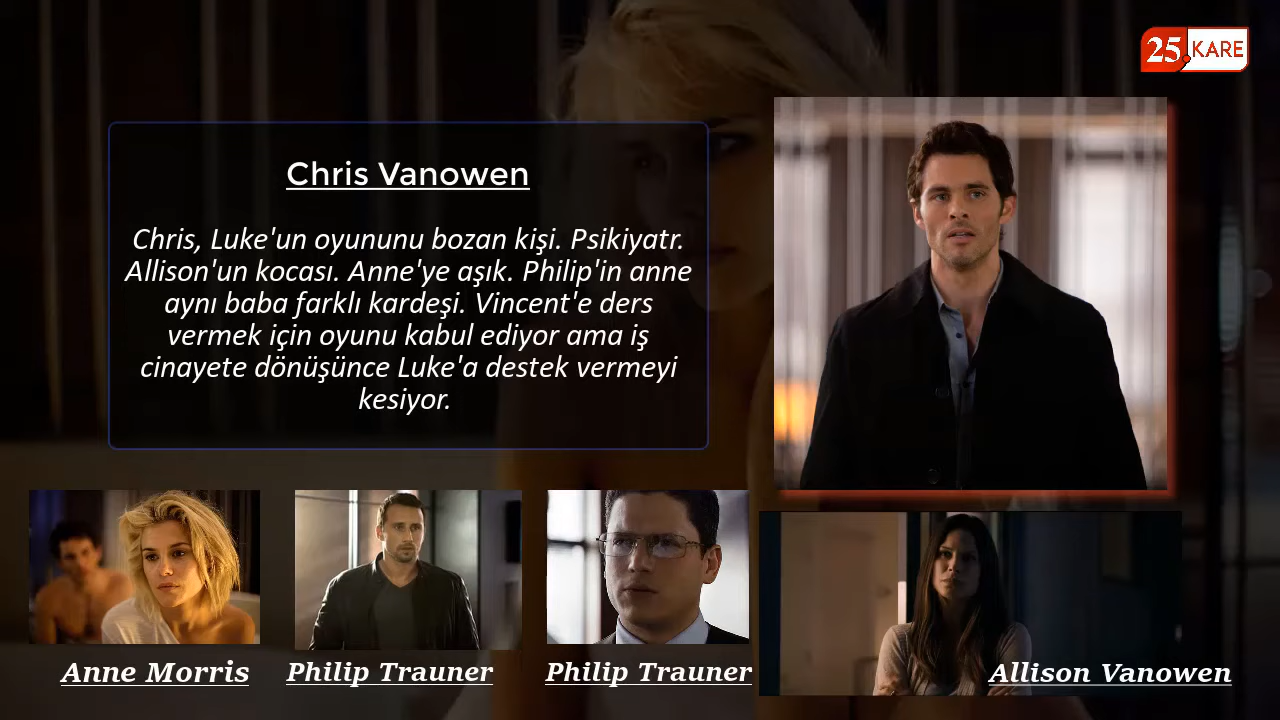 25.KARE
Chris Vanowen
Chris, Luke'un oyununu bozan kişi. Psikiyatr.
Allison'un kocası. Anne'ye aşık. Philip'in anne
aynı baba farklı kardeşi. Vincent'e ders
vermek için oyunu kabul ediyor ama iş
cinayete dönüşünce Luke'a destek vermeyi
kesiyor.
Anne Morris
Philip Trauner
Philip Trauner
Allison Vanowen